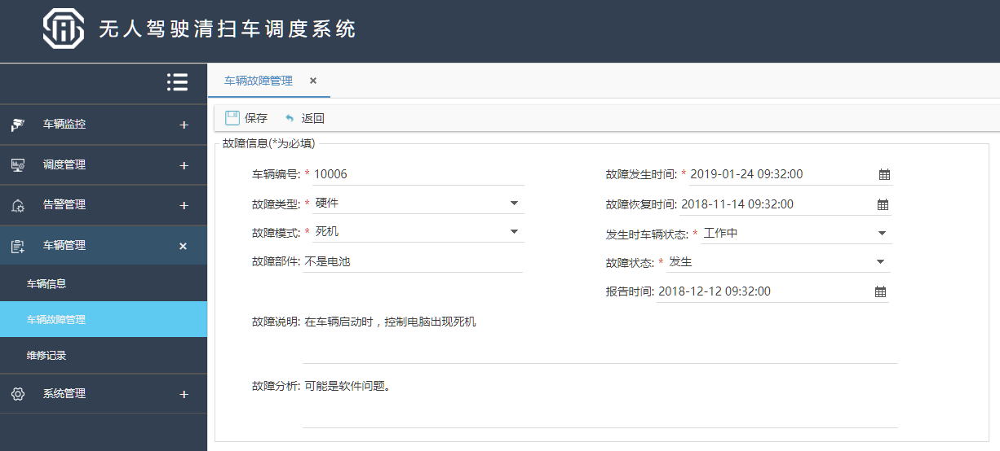 无人驾驶清扫车调度系统
车辆监控
调度管理
告警管理
车辆管理
车辆信息
车辆故障管理
维修记录
系统管理
车辆故障管理
保存 返回
故障信息(*为必填)
车辆编号: * 10006
故障发生时间: * 2019-01-24 09:32:00
故障类型: * 硬件
故障恢复时间: 2018-11-14 09:32:00
故障模式: * 死机
发生时车辆状态: * 工作中
故障部件: 不是电池
故障状态: * 发生
报告时间: 2018-12-12 09:32:00
故障说明: 在车辆启动时，控制电脑出现死机
故障分析: 可能是软件问题。